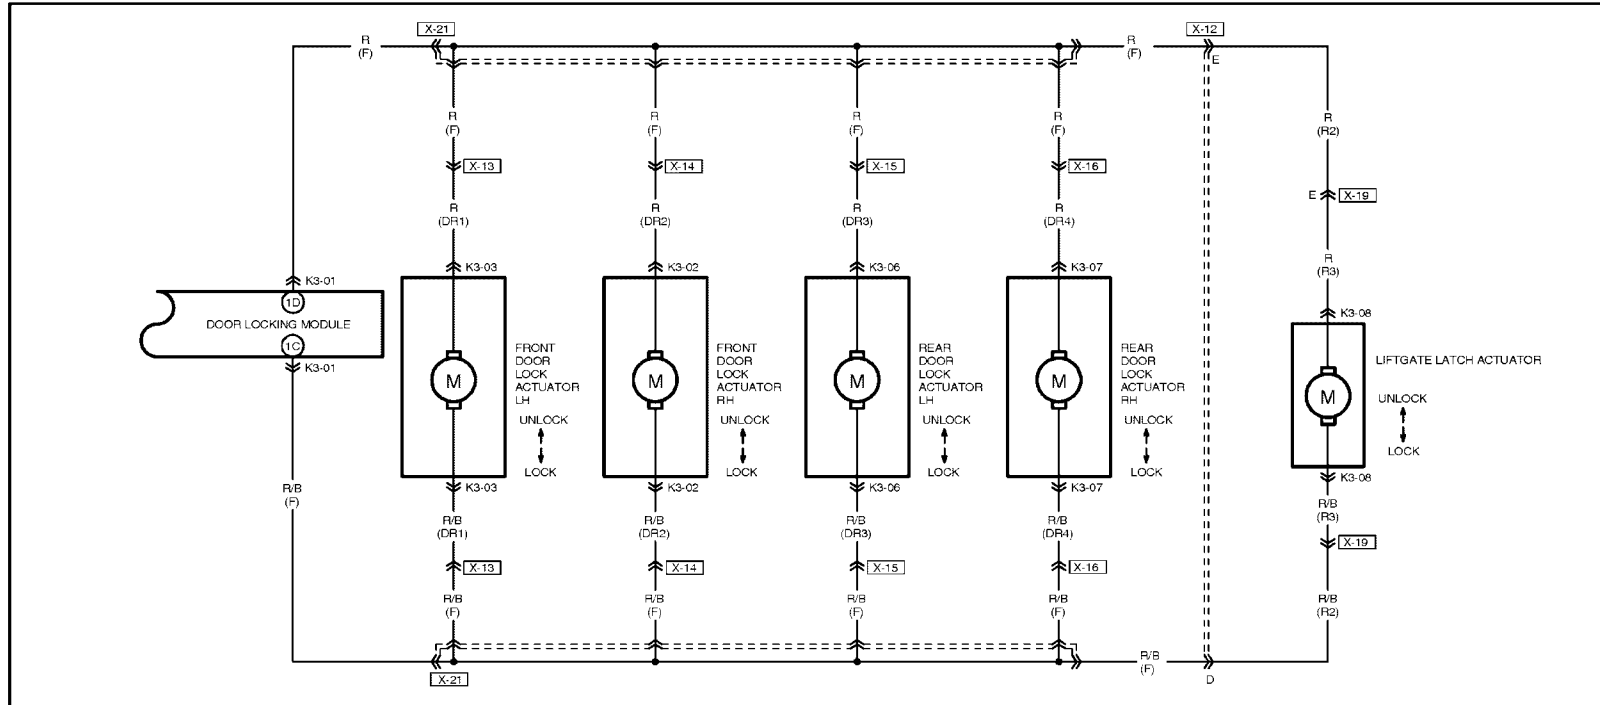 X-21
X-12
R
(F)
R
(F)
E
R
(F)
R
(F)
R
(F)
R
(F)
R
(R2)
X-13
X-14
X-15
X-16
E X-19
R
(DR1)
R
(DR2)
R
(DR3)
R
(DR4)
R
(R3)
K3-01
K3-03
K3-02
K3-06
K3-07
K3-08
1D
DOOR LOCKING MODULE
1C
K3-01
M
FRONT
DOOR
LOCK
ACTUATOR
LH
UNLOCK
LOCK
M
FRONT
DOOR
LOCK
ACTUATOR
RH
UNLOCK
LOCK
M
REAR
DOOR
LOCK
ACTUATOR
LH
UNLOCK
LOCK
M
REAR
DOOR
LOCK
ACTUATOR
RH
UNLOCK
LOCK
M
LIFTGATE LATCH ACTUATOR
UNLOCK
LOCK
K3-03
K3-02
K3-06
K3-07
K3-08
R/B
(F)
R/B
(DR1)
R/B
(DR2)
R/B
(DR3)
R/B
(DR4)
R/B
(R3)
X-13
X-14
X-15
X-16
X-19
R/B
(F)
R/B
(F)
R/B
(F)
R/B
(F)
R/B
(R2)
X-21
R/B
(F)
D